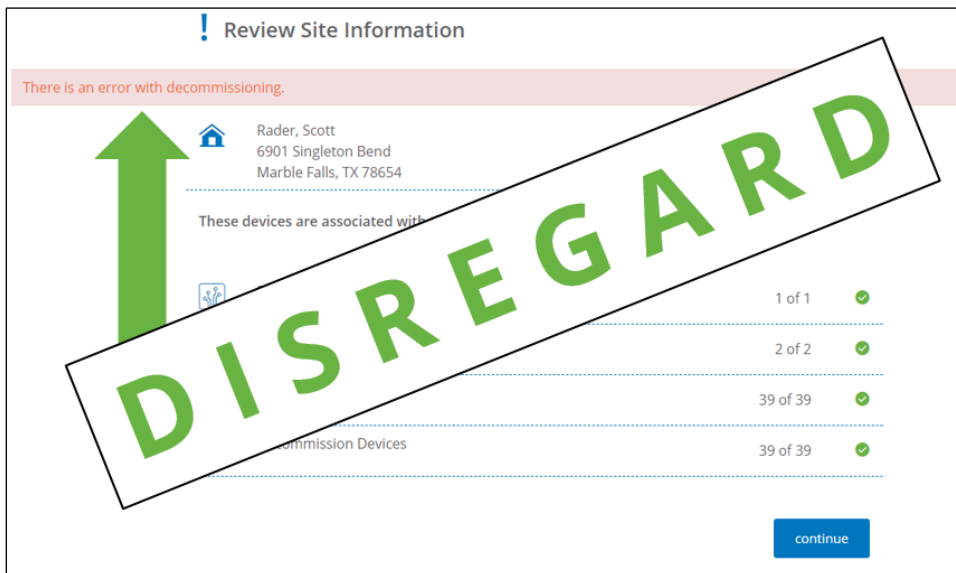 ! Review Site Information
There is an error with decommissioning.
Rader, Scott
6901 Singleton Bend
Marble Falls, TX 78654
These devices are associated with
DISREGARD
1 of 1
2 of 2
39 of 39
Devices
39 of 39
continue